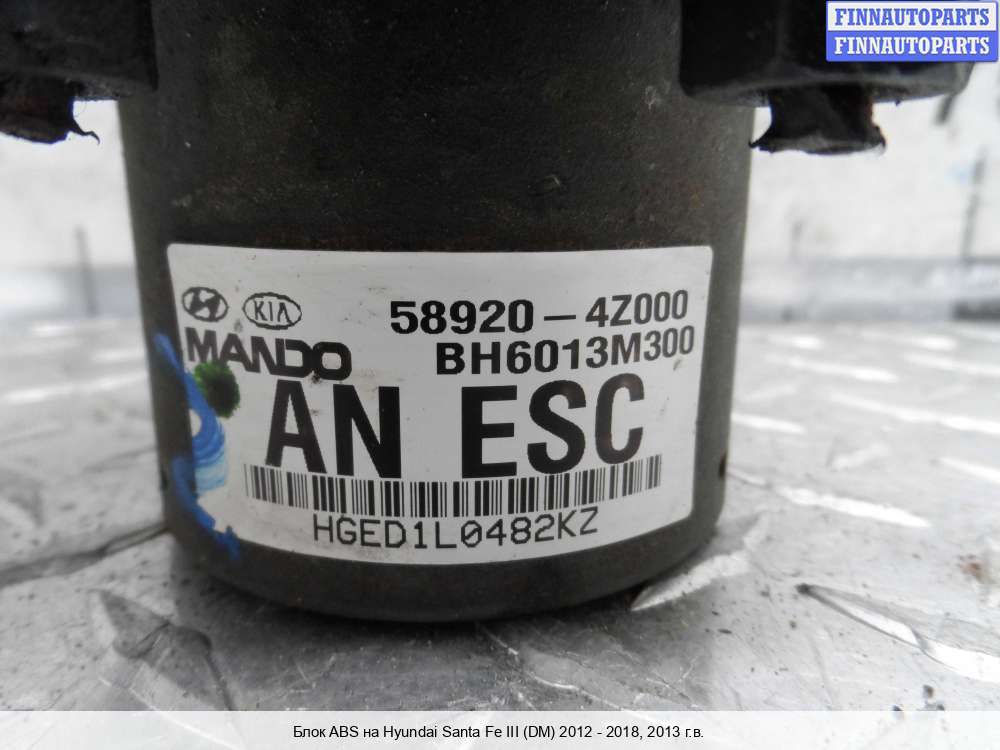 FINNAUTOPARTS
FINNAUTOPARTS
KIA 58920-4Z000
MANDO BH6013M300
AN ESC
HGED1L0482KZ
Блок ABS на Hyundai Santa Fe III (DM) 2012 - 2018, 2013 г.в.